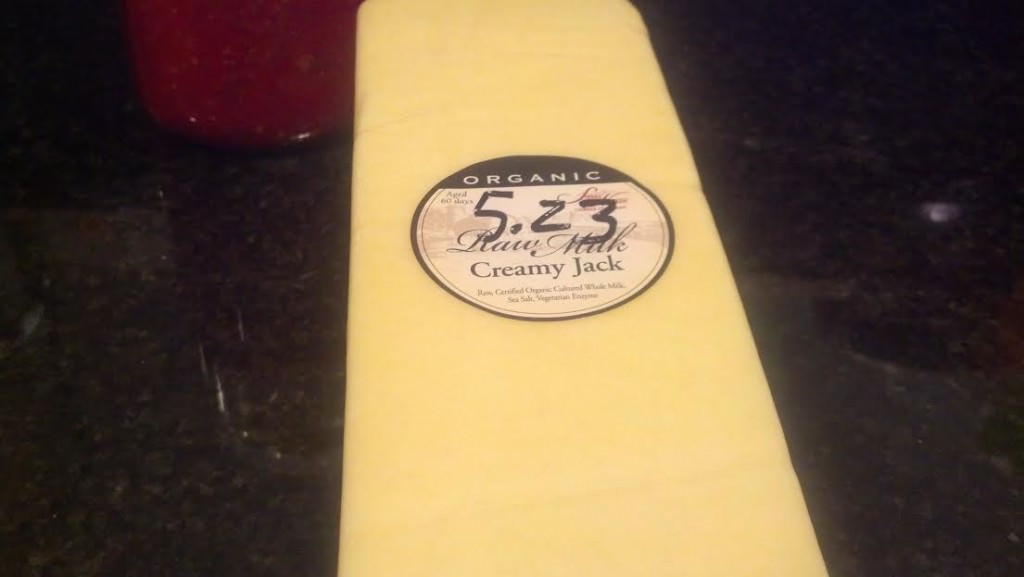 ORGANIC
Aged
60 days
5.23
Raw Milk
Creamy Jack
Raw, Certified Organic Cultured Whole Milk,
Sea Salt, Vegetarian Enzyme